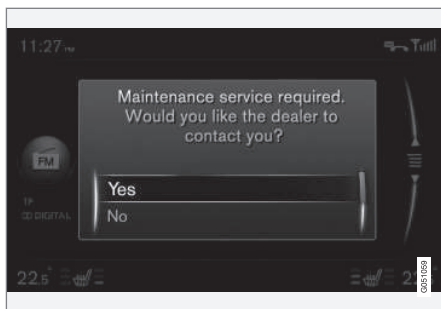 11:27 PM
Maintenance service required.
Would you like the dealer to
contact you?
FM
Yes
No
TP
DIGITAL
22.5
22
G051059